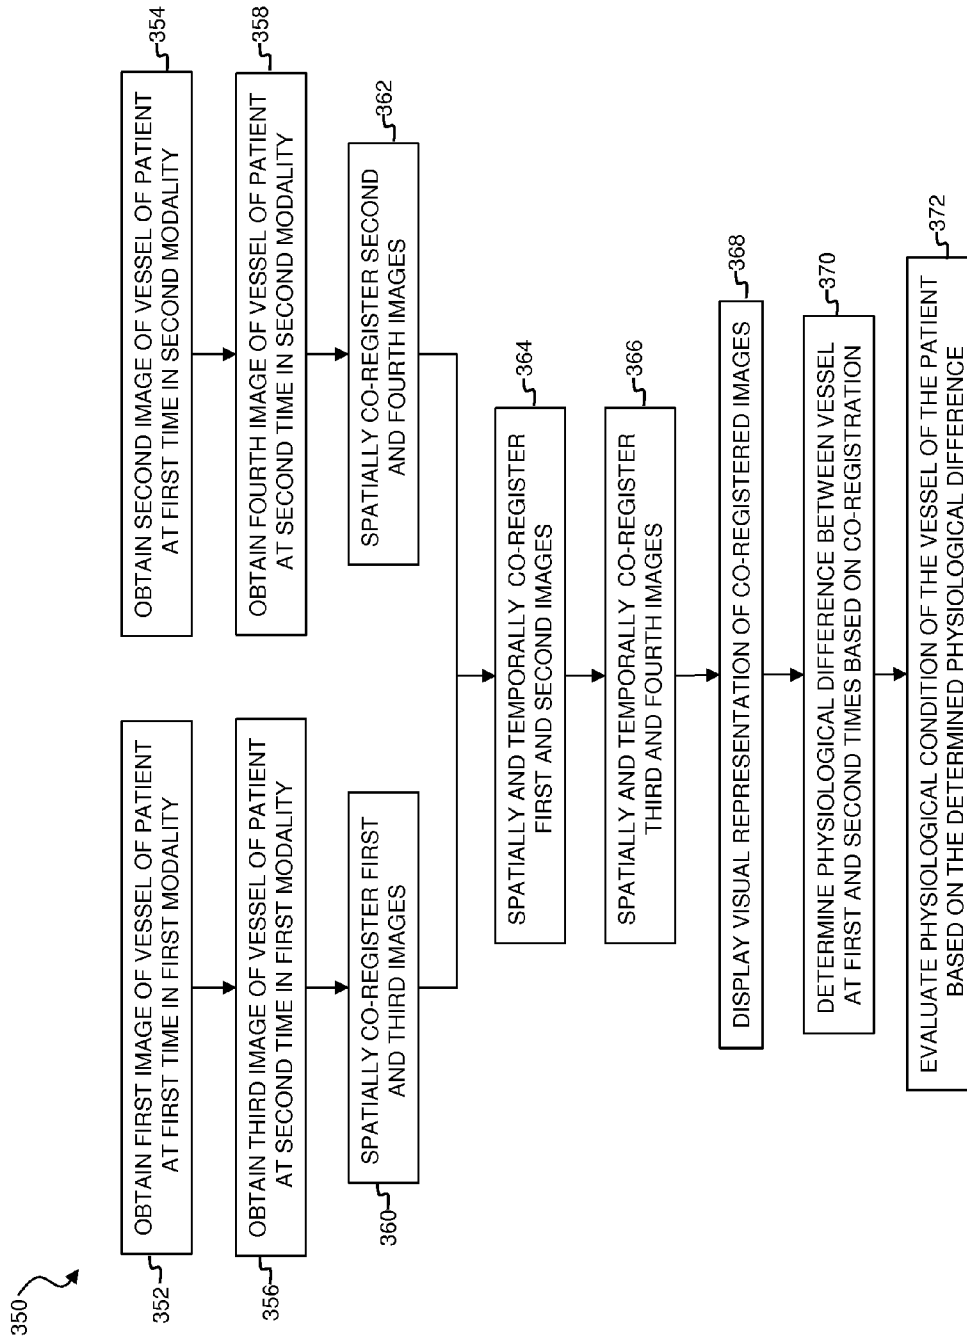 350
352
OBTAIN FIRST IMAGE OF VESSEL OF PATIENT
AT FIRST TIME IN FIRST MODALITY
354
OBTAIN SECOND IMAGE OF VESSEL OF PATIENT
AT FIRST TIME IN SECOND MODALITY
356
OBTAIN THIRD IMAGE OF VESSEL OF PATIENT
AT SECOND TIME IN FIRST MODALITY
358
OBTAIN FOURTH IMAGE OF VESSEL OF PATIENT
AT SECOND TIME IN SECOND MODALITY
360
SPATIALLY CO-REGISTER FIRST
AND THIRD IMAGES
362
SPATIALLY CO-REGISTER SECOND
AND FOURTH IMAGES
364
SPATIALLY AND TEMPORALLY CO-REGISTER
FIRST AND SECOND IMAGES
366
SPATIALLY AND TEMPORALLY CO-REGISTER
THIRD AND FOURTH IMAGES
368
DISPLAY VISUAL REPRESENTATION OF CO-REGISTERED IMAGES
370
DETERMINE PHYSIOLOGICAL DIFFERENCE BETWEEN VESSEL
AT FIRST AND SECOND TIMES BASED ON CO-REGISTRATION
372
EVALUATE PHYSIOLOGICAL CONDITION OF THE VESSEL OF THE PATIENT
BASED ON THE DETERMINED PHYSIOLOGICAL DIFFERENCE